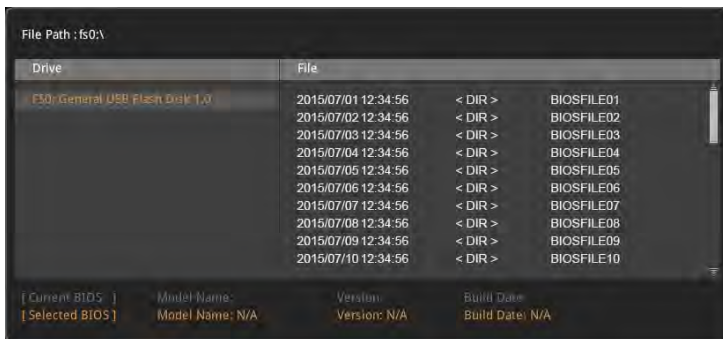 File Path : fs0:\
Drive File
FS0: General USB Flash Disk 1.0
2015/07/01 12:34:56 < DIR > BIOSFILE01
2015/07/02 12:34:56 < DIR > BIOSFILE02
2015/07/03 12:34:56 < DIR > BIOSFILE03
2015/07/04 12:34:56 < DIR > BIOSFILE04
2015/07/05 12:34:56 < DIR > BIOSFILE05
2015/07/06 12:34:56 < DIR > BIOSFILE06
2015/07/07 12:34:56 < DIR > BIOSFILE07
2015/07/08 12:34:56 < DIR > BIOSFILE08
2015/07/09 12:34:56 < DIR > BIOSFILE09
2015/07/10 12:34:56 < DIR > BIOSFILE10
[ Current BIOS ] Model Name: Version: Build Date:
[ Selected BIOS ] Model Name: N/A Version: N/A Build Date: N/A